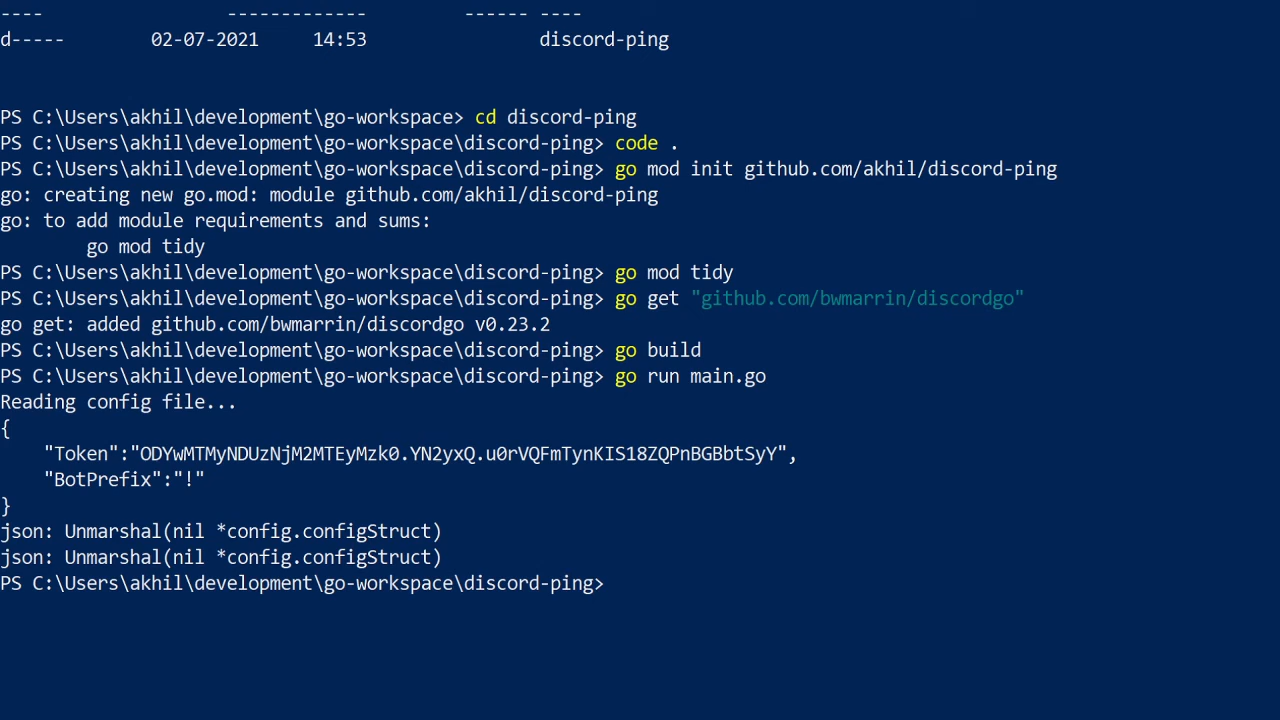 ----                 -------------         ------ ----
d-----        02-07-2021     14:53                discord-ping
PS C:\Users\akhil\development\go-workspace> cd discord-ping
PS C:\Users\akhil\development\go-workspace\discord-ping> code .
PS C:\Users\akhil\development\go-workspace\discord-ping> go mod init github.com/akhil/discord-ping
go: creating new go.mod: module github.com/akhil/discord-ping
go: to add module requirements and sums:
        go mod tidy
PS C:\Users\akhil\development\go-workspace\discord-ping> go mod tidy
PS C:\Users\akhil\development\go-workspace\discord-ping> go get "github.com/bwmarrin/discordgo"
go get: added github.com/bwmarrin/discordgo v0.23.2
PS C:\Users\akhil\development\go-workspace\discord-ping> go build
PS C:\Users\akhil\development\go-workspace\discord-ping> go run main.go
Reading config file...
{
    "Token":"ODYwMTMyNDUzNjM2MTEyMzk0.YN2yxQ.u0rVQFmTynKIS18ZQPnBGBbtSyY",
    "BotPrefix":"!"
}
json: Unmarshal(nil *config.configStruct)
json: Unmarshal(nil *config.configStruct)
PS C:\Users\akhil\development\go-workspace\discord-ping>